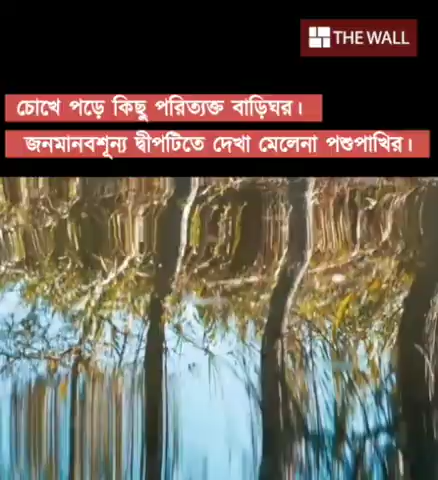 THE WALL
চোখে পড়ে কিছু পরিত্যক্ত বাড়িঘর।
জনমানবশূন্য দ্বীপটিতে দেখা মেলেনা পশুপাখির।